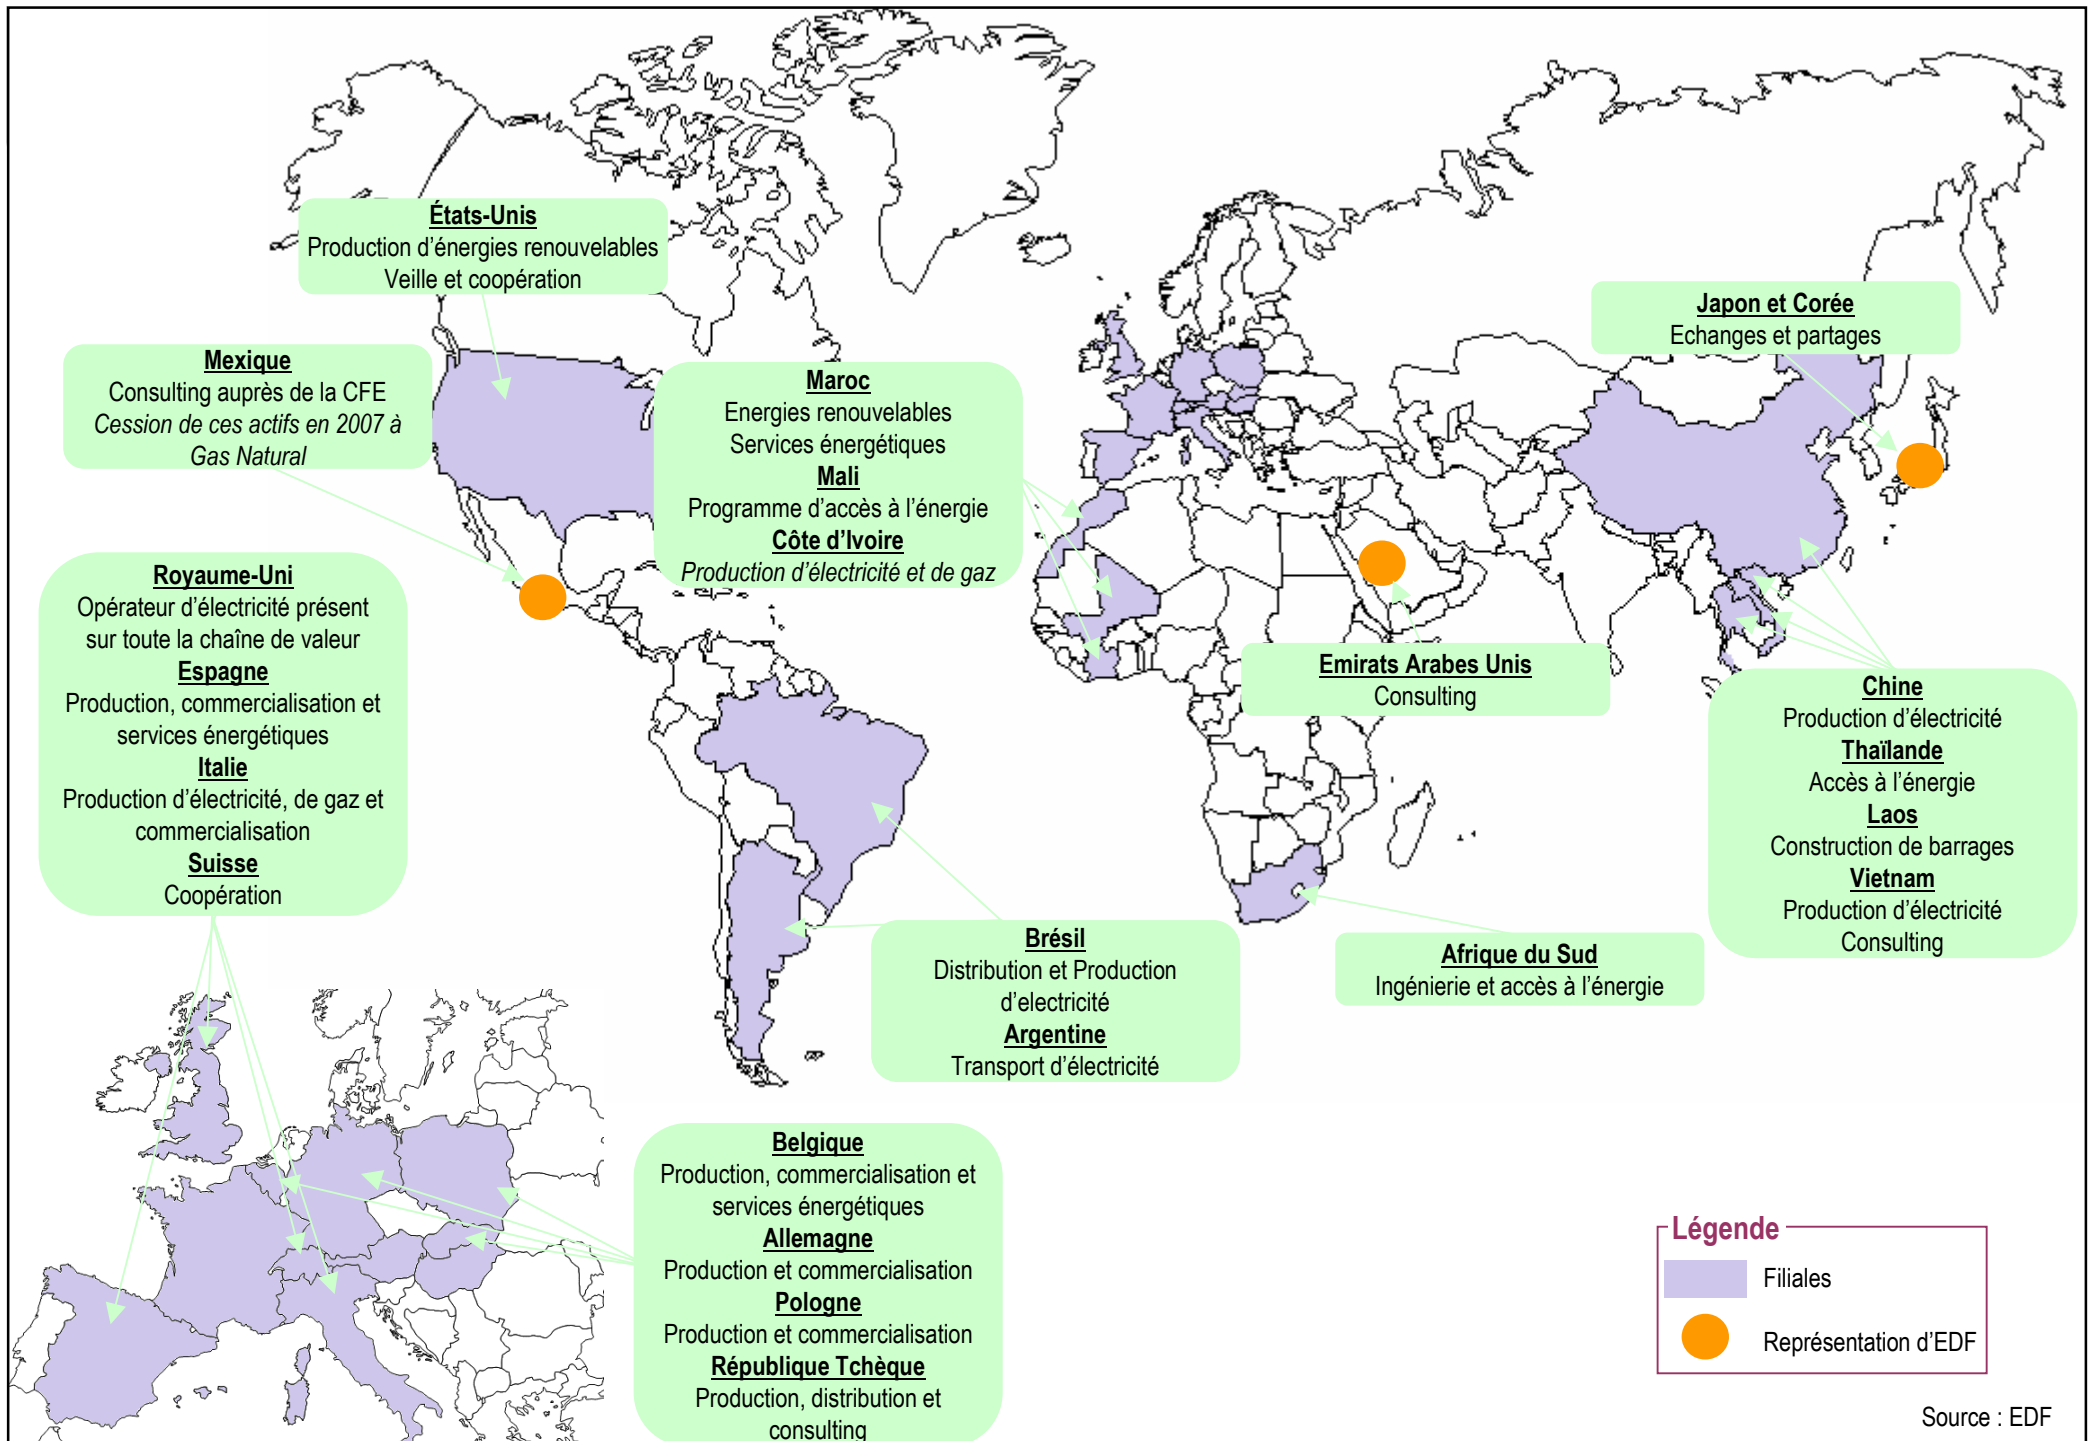 États-Unis
Production d’énergies renouvelables
Veille et coopération
Japon et Corée
Echanges et partages
Mexique
Consulting auprès de la CFE
Cession de ces actifs en 2007 à
Gas Natural
Maroc
Energies renouvelables
Services énergétiques
Mali
Programme d’accès à l’énergie
Côte d’Ivoire
Production d’électricité et de gaz
Royaume-Uni
Opérateur d’électricité présent
sur toute la chaîne de valeur
Espagne
Production, commercialisation et
services énergétiques
Italie
Production d’électricité, de gaz et
commercialisation
Suisse
Coopération
Emirats Arabes Unis
Consulting
Chine
Production d’électricité
Thaïlande
Accès à l’énergie
Laos
Construction de barrages
Vietnam
Production d’électricité
Consulting
Brésil
Distribution et Production
d’electricité
Argentine
Transport d’électricité
Afrique du Sud
Ingénierie et accès à l’énergie
Belgique
Production, commercialisation et
services énergétiques
Allemagne
Production et commercialisation
Pologne
Production et commercialisation
République Tchèque
Production, distribution et
consulting
Légende
Filiales
Représentation d’EDF
Source : EDF